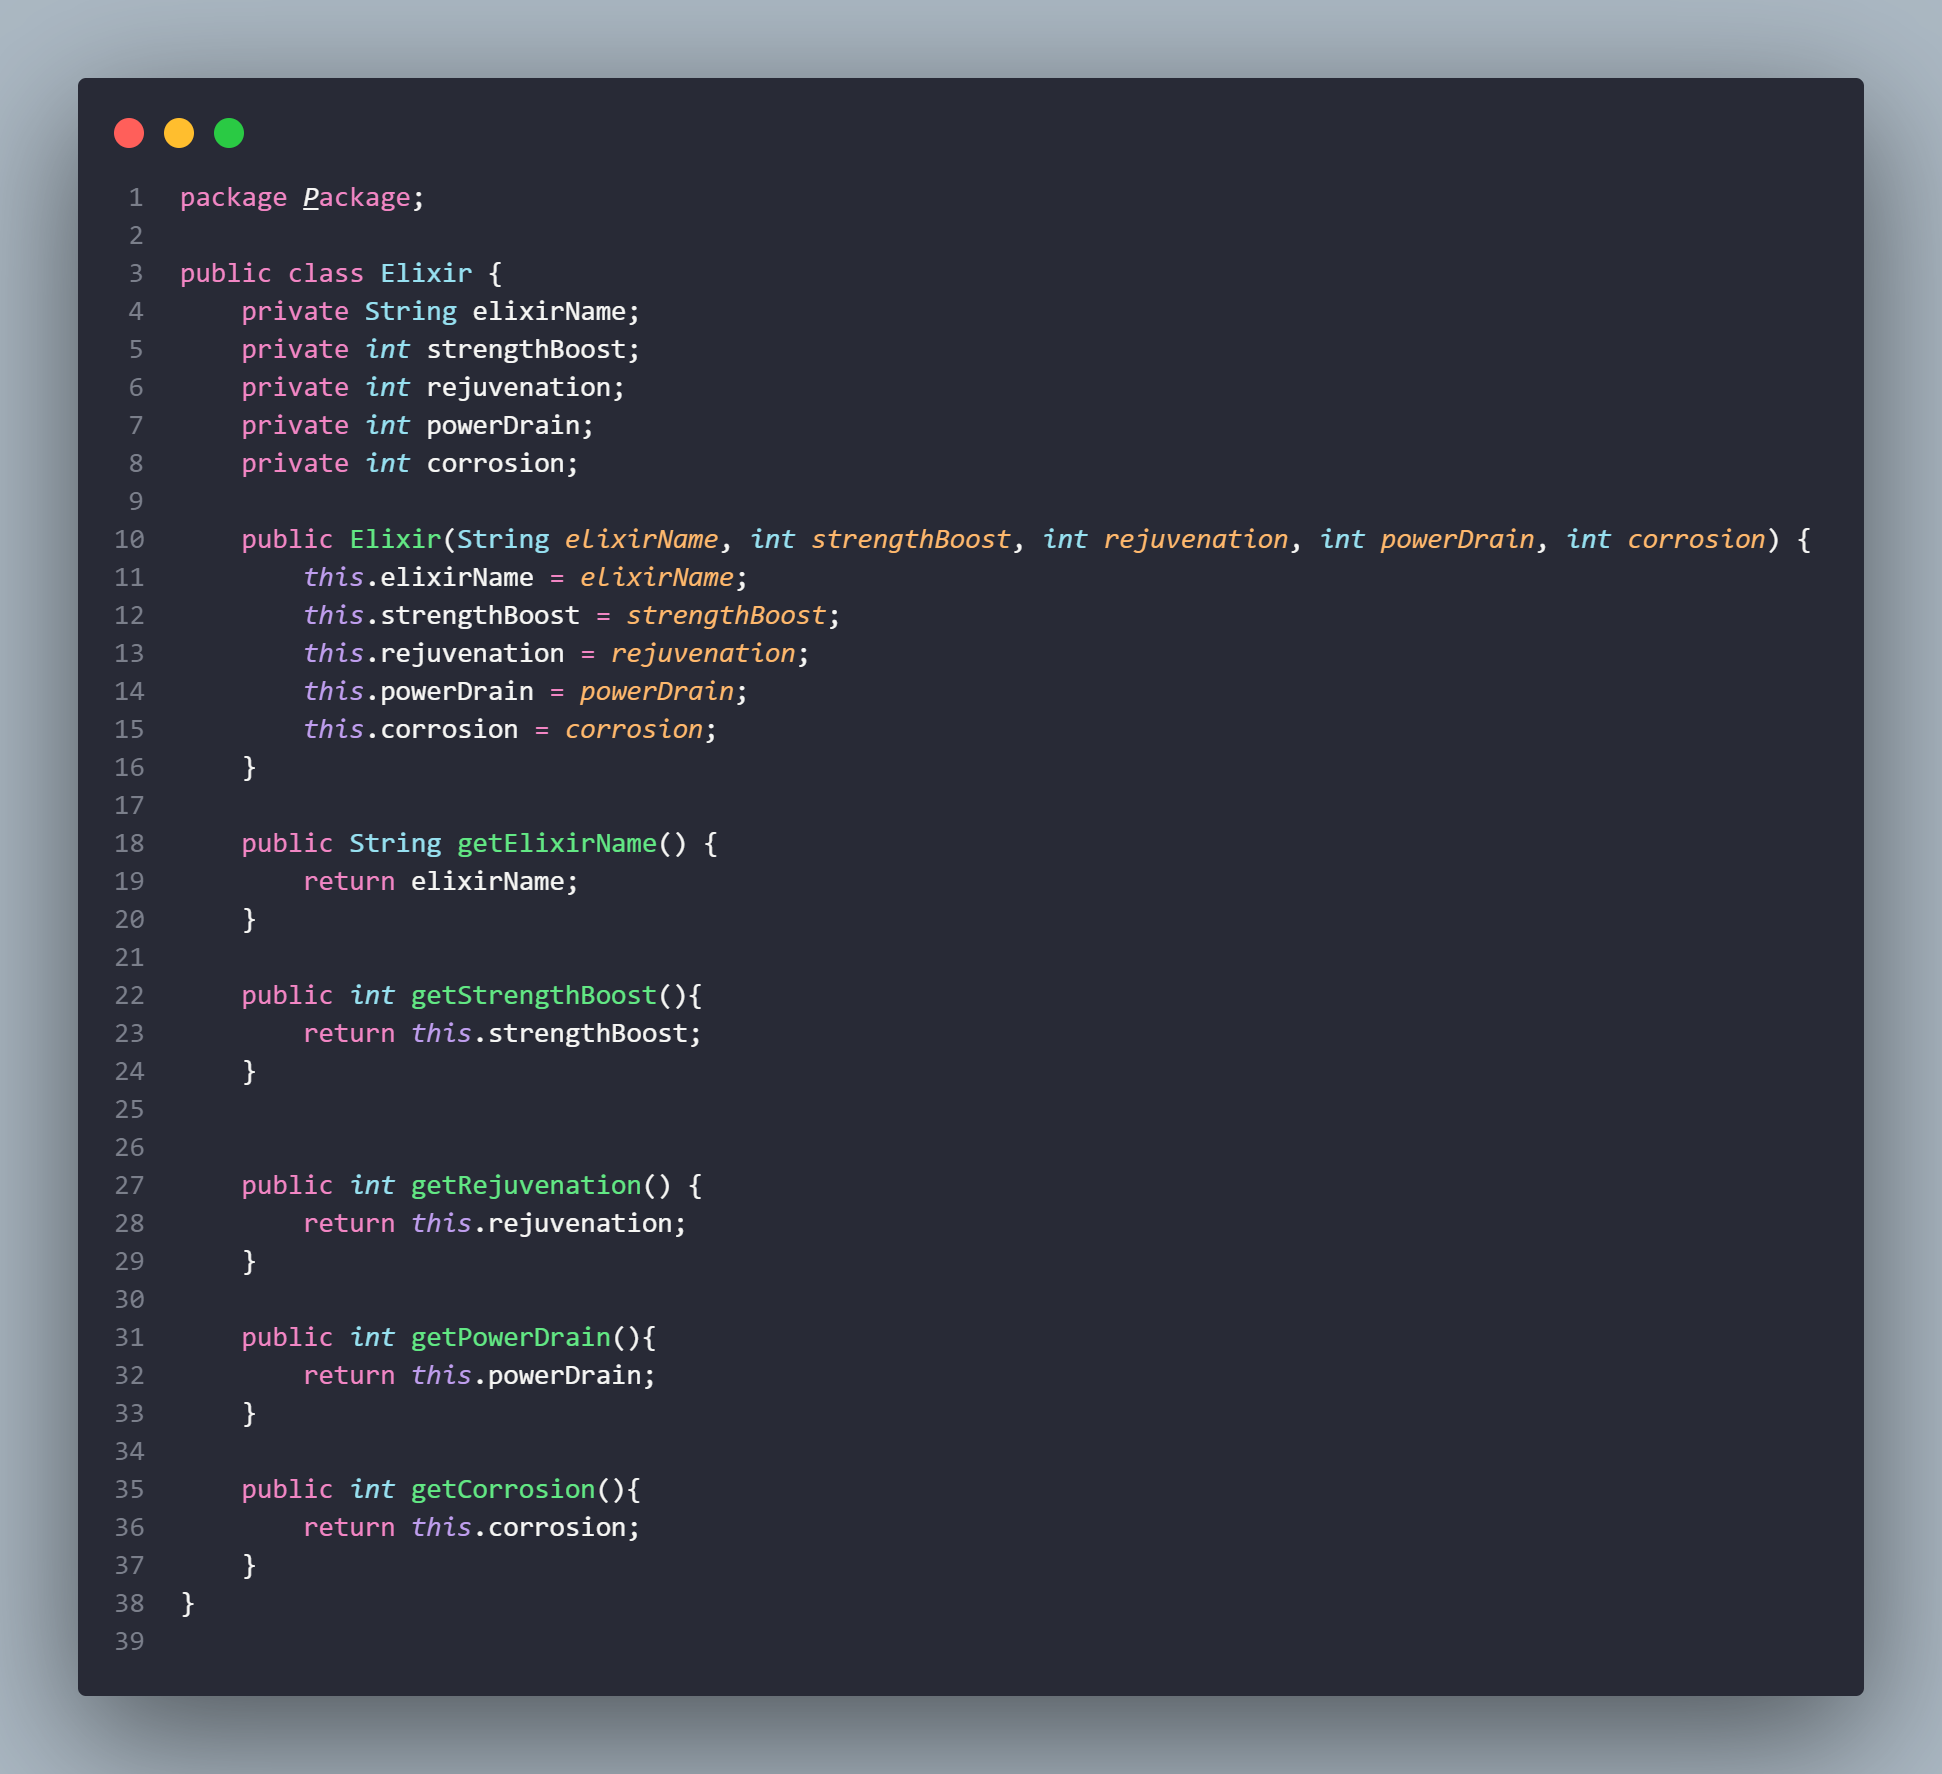 1 package Package;
2
3 public class Elixir {
4     private String elixirName;
5     private int strengthBoost;
6     private int rejuvenation;
7     private int powerDrain;
8     private int corrosion;
9
10     public Elixir(String elixirName, int strengthBoost, int rejuvenation, int powerDrain, int corrosion) {
11         this.elixirName = elixirName;
12         this.strengthBoost = strengthBoost;
13         this.rejuvenation = rejuvenation;
14         this.powerDrain = powerDrain;
15         this.corrosion = corrosion;
16     }
17
18     public String getElixirName() {
19         return elixirName;
20     }
21
22     public int getStrengthBoost(){
23         return this.strengthBoost;
24     }
25
26
27     public int getRejuvenation() {
28         return this.rejuvenation;
29     }
30
31     public int getPowerDrain(){
32         return this.powerDrain;
33     }
34
35     public int getCorrosion(){
36         return this.corrosion;
37     }
38 }
39